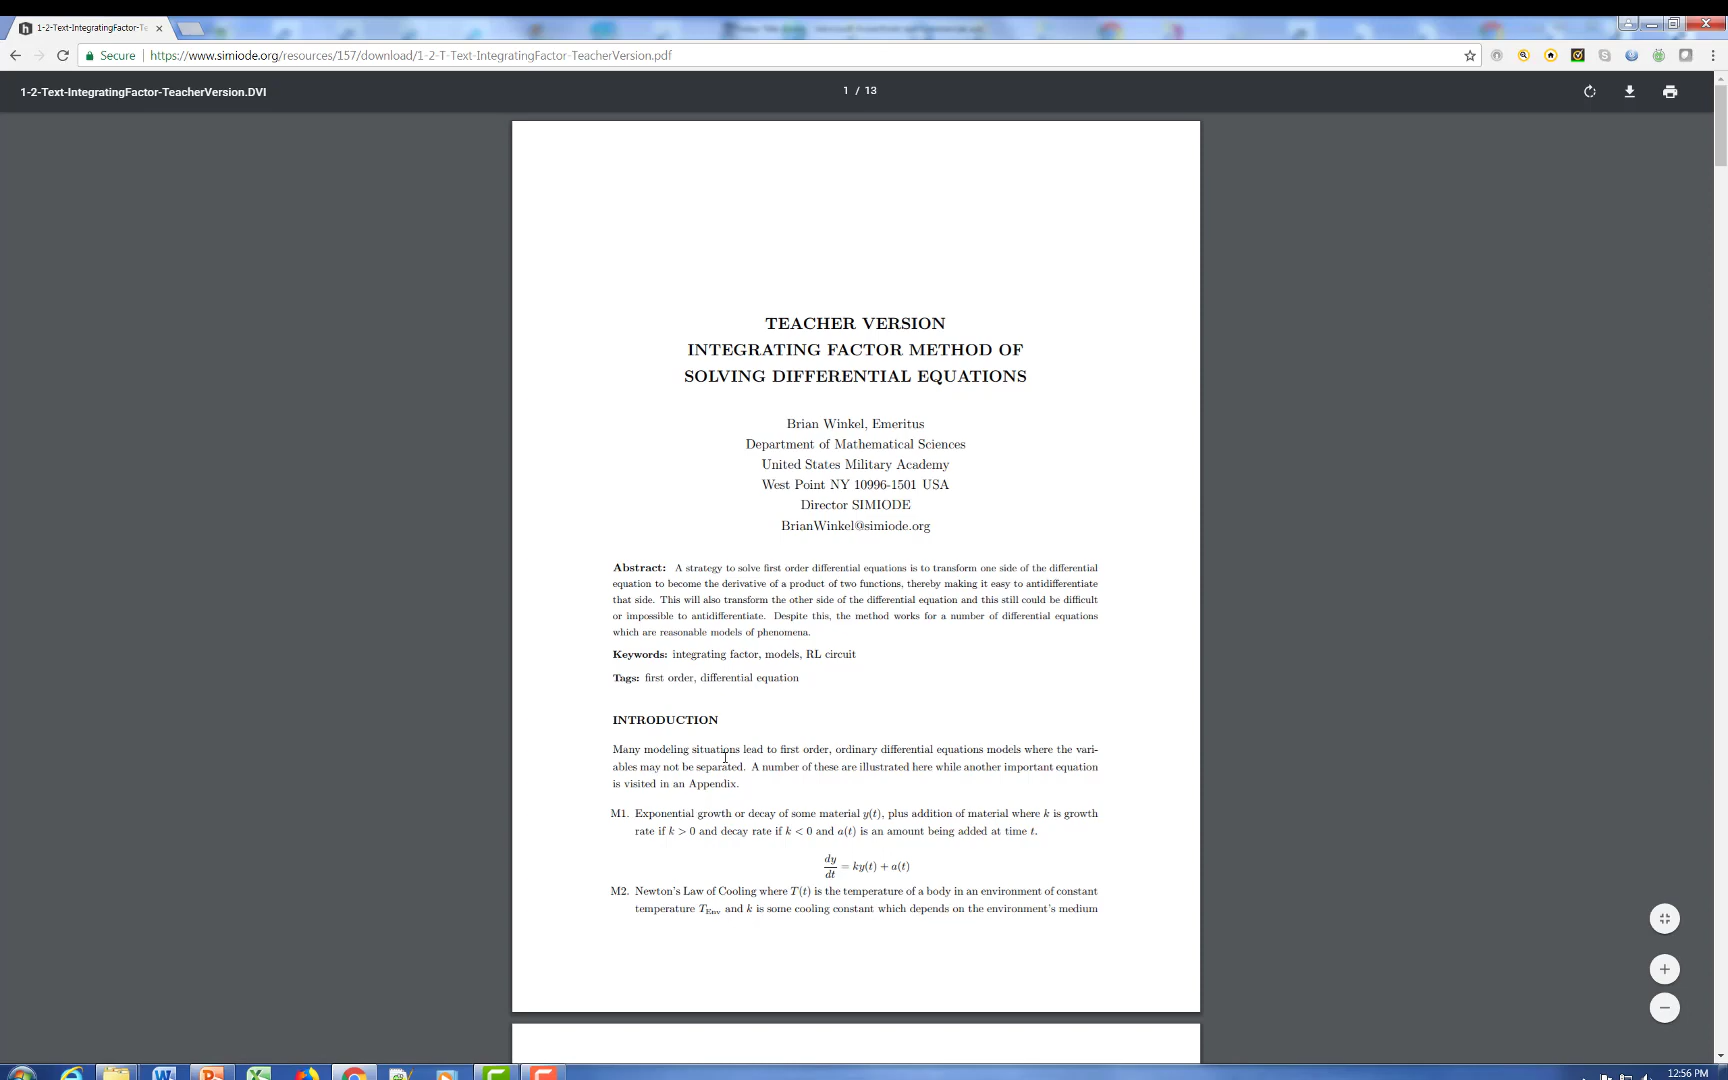 1-2-Text-IntegratingFactor-Te
Secure https://www.simiode.org/resources/157/download/1-2-T-Text-IntegratingFactor-TeacherVersion.pdf
1-2-Text-IntegratingFactor-TeacherVersion.DVI 1 / 13
TEACHER VERSION
INTEGRATING FACTOR METHOD OF
SOLVING DIFFERENTIAL EQUATIONS
Brian Winkel, Emeritus
Department of Mathematical Sciences
United States Military Academy
West Point NY 10996-1501 USA
Director SIMIODE
BrianWinkel@simiode.org
Abstract: A strategy to solve first order differential equations is to transform one side of the differential
equation to become the derivative of a product of two functions, thereby making it easy to antidifferentiate
that side. This will also transform the other side of the differential equation and this still could be difficult
or impossible to antidifferentiate. Despite this, the method works for a number of differential equations
which are reasonable models of phenomena.
Keywords: integrating factor, models, RL circuit
Tags: first order, differential equation
INTRODUCTION
Many modeling situations lead to first order, ordinary differential equations models where the vari-
ables may not be separated. A number of these are illustrated here while another important equation
is visited in an Appendix.
M1. Exponential growth or decay of some material y(t), plus addition of material where k is growth
rate if k > 0 and decay rate if k < 0 and a(t) is an amount being added at time t.
dy/dt = ky(t) + a(t)
M2. Newton's Law of Cooling where T(t) is the temperature of a body in an environment of constant
temperature T_Env and k is some cooling constant which depends on the environment's medium
12:56 PM